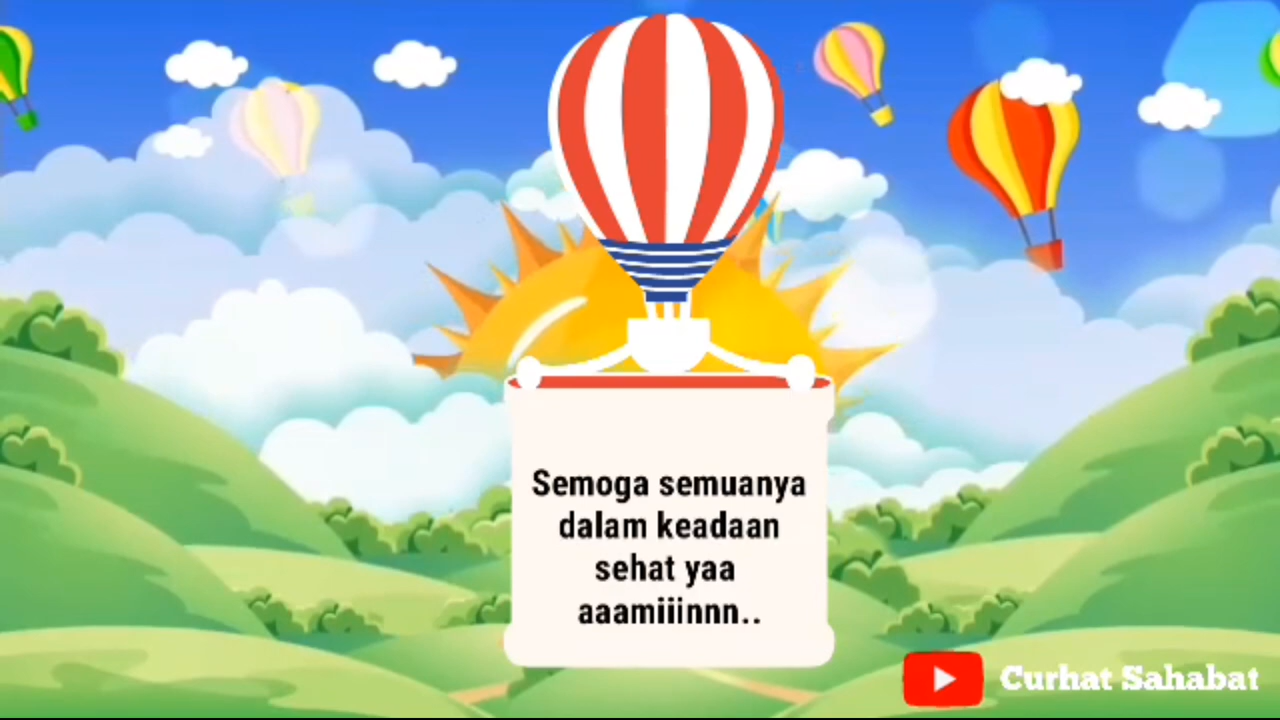 Semoga semuanya
dalam keadaan
sehat yaa
aaamiiinnn..
Curhat Sahabat